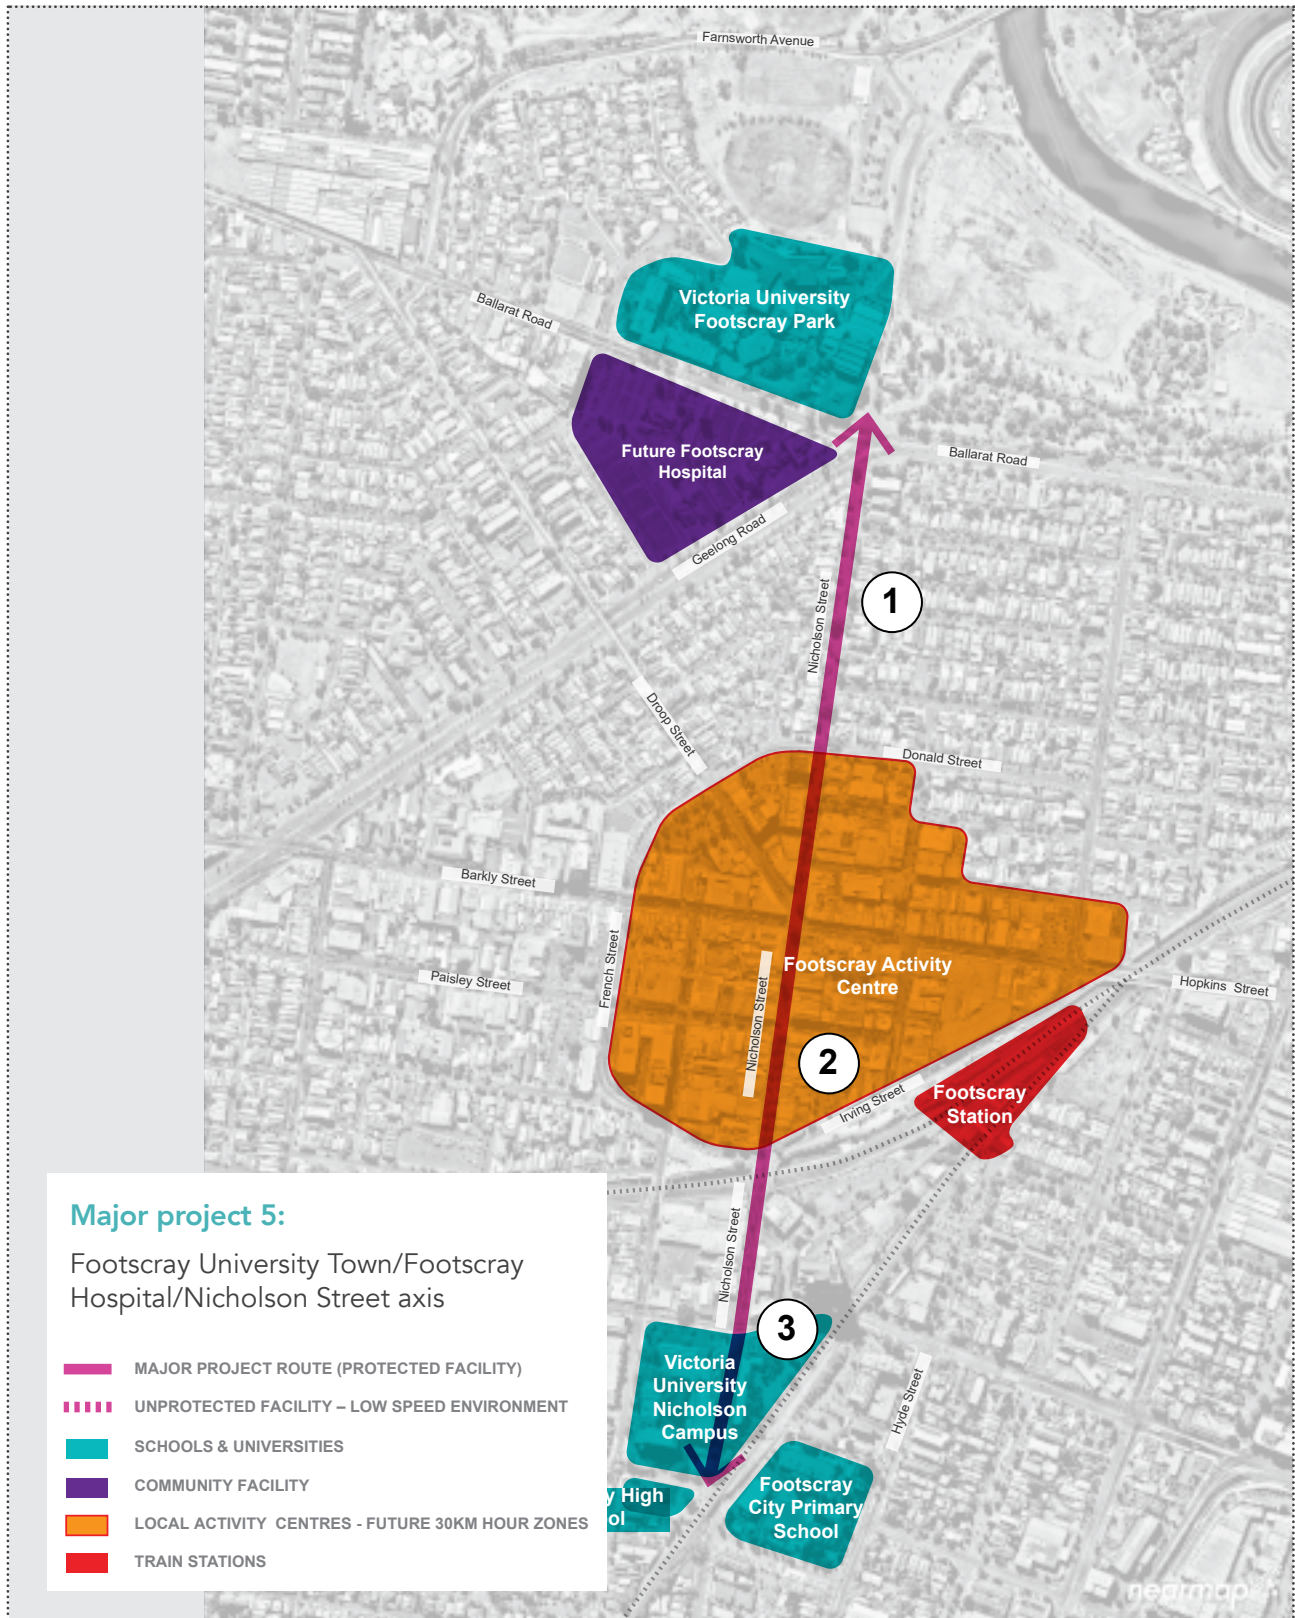 Farnsworth Avenue
Victoria University
Footscray Park
Ballarat Road
Future Footscray
Hospital
Ballarat Road
Geelong Road
1
Nicholson Street
Droop Street
Donald Street
Barkly Street
French Street
Paisley Street
Footscray Activity
Centre
Nicholson Street
Hopkins Street
2
Irving Street
Footscray
Station
Major project 5:
Footscray University Town/Footscray
Hospital/Nicholson Street axis
MAJOR PROJECT ROUTE (PROTECTED FACILITY)
UNPROTECTED FACILITY – LOW SPEED ENVIRONMENT
SCHOOLS & UNIVERSITIES
COMMUNITY FACILITY
LOCAL ACTIVITY CENTRES - FUTURE 30KM HOUR ZONES
TRAIN STATIONS
Nicholson Street
3
Victoria
University
Nicholson
Campus
Hyde Street
y High
ol
Footscray
City Primary
School
nearmap